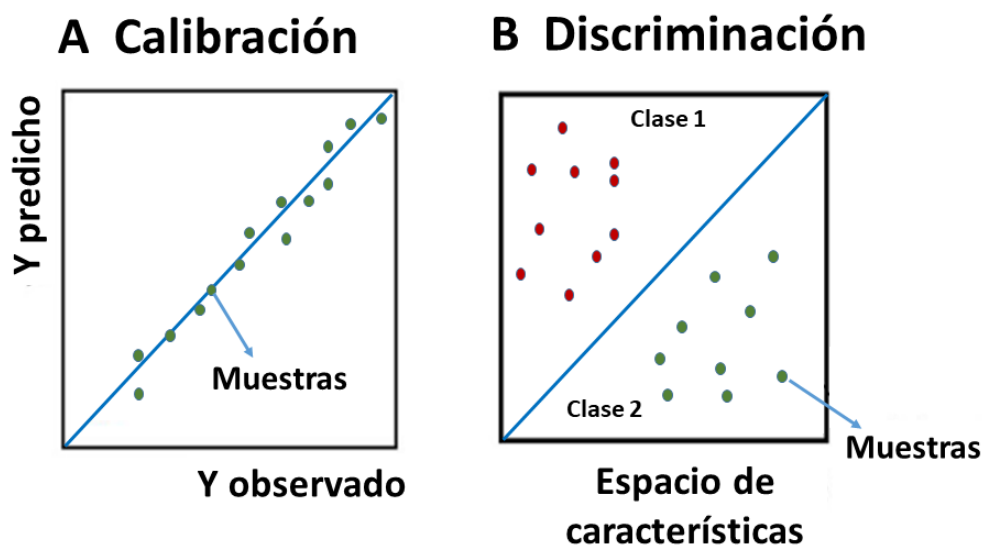 A Calibración
Y predicho
Muestras
Y observado
B Discriminación
Clase 1
Clase 2
Muestras
Espacio de
características